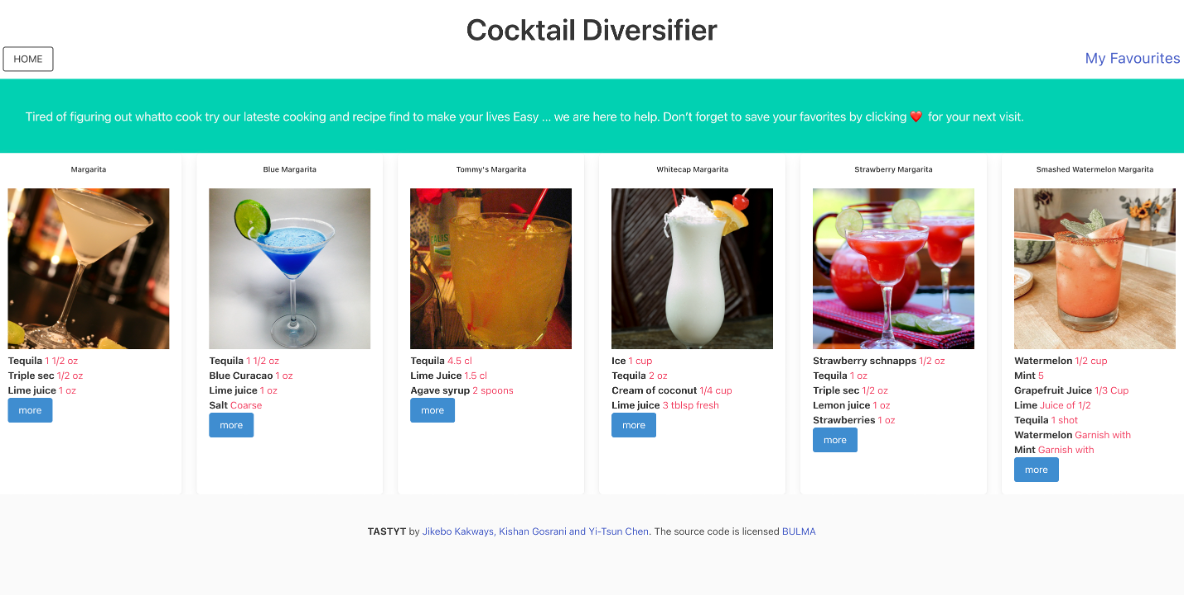 Cocktail Diversifier
HOME
My Favourites
Tired of figuring out whatto cook try our lateste cooking and recipe find to make your lives Easy ... we are here to help. Don't forget to save your favorites by clicking ❤️ for your next visit.
Margarita
Tequila 1 1/2 oz
Triple sec 1/2 oz
Lime juice 1 oz
more
Blue Margarita
Tequila 1 1/2 oz
Blue Curacao 1 oz
Lime juice 1 oz
Salt Coarse
more
Tommy's Margarita
Tequila 4.5 cl
Lime Juice 1.5 cl
Agave syrup 2 spoons
more
Whitecap Margarita
Ice 1 cup
Tequila 2 oz
Cream of coconut 1/4 cup
Lime juice 3 tblsp fresh
more
Strawberry Margarita
Strawberry schnapps 1/2 oz
Tequila 1 oz
Triple sec 1/2 oz
Lemon juice 1 oz
Strawberries 1 oz
more
Smashed Watermelon Margarita
Watermelon 1/2 cup
Mint 5
Grapefruit Juice 1/3 Cup
Lime Juice of 1/2
Tequila 1 shot
Watermelon Garnish with
Mint Garnish with
more
TASTYT by Jikebo Kakways, Kishan Gosrani and Yi-Tsun Chen. The source code is licensed BULMA